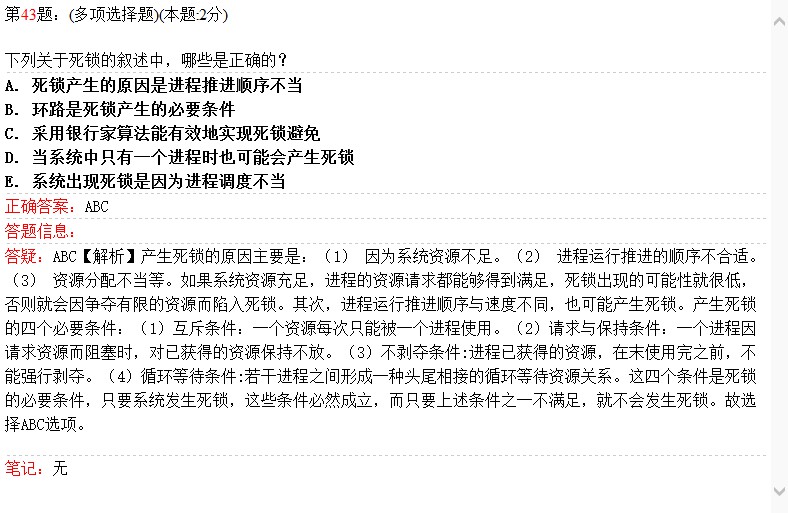 第43题：(多项选择题)(本题:2分)
下列关于死锁的叙述中，哪些是正确的？
A. 死锁产生的原因是进程推进顺序不当
B. 环路是死锁产生的必要条件
C. 采用银行家算法能有效地实现死锁避免
D. 当系统中只有一个进程时也可能会产生死锁
E. 系统出现死锁是因为进程调度不当
正确答案：ABC
答题信息：
答疑：ABC【解析】产生死锁的原因主要是：（1） 因为系统资源不足。（2） 进程运行推进的顺序不合适。
（3） 资源分配不当等。如果系统资源充足，进程的资源请求都能够得到满足，死锁出现的可能性就很低，
否则就会因争夺有限的资源而陷入死锁。其次，进程运行推进顺序与速度不同，也可能产生死锁。产生死锁
的四个必要条件：（1）互斥条件：一个资源每次只能被一个进程使用。（2）请求与保持条件：一个进程因
请求资源而阻塞时，对已获得的资源保持不放。（3）不剥夺条件:进程已获得的资源，在末使用完之前，不
能强行剥夺。（4）循环等待条件:若干进程之间形成一种头尾相接的循环等待资源关系。这四个条件是死锁
的必要条件，只要系统发生死锁，这些条件必然成立，而只要上述条件之一不满足，就不会发生死锁。故选
择ABC选项。
笔记：无